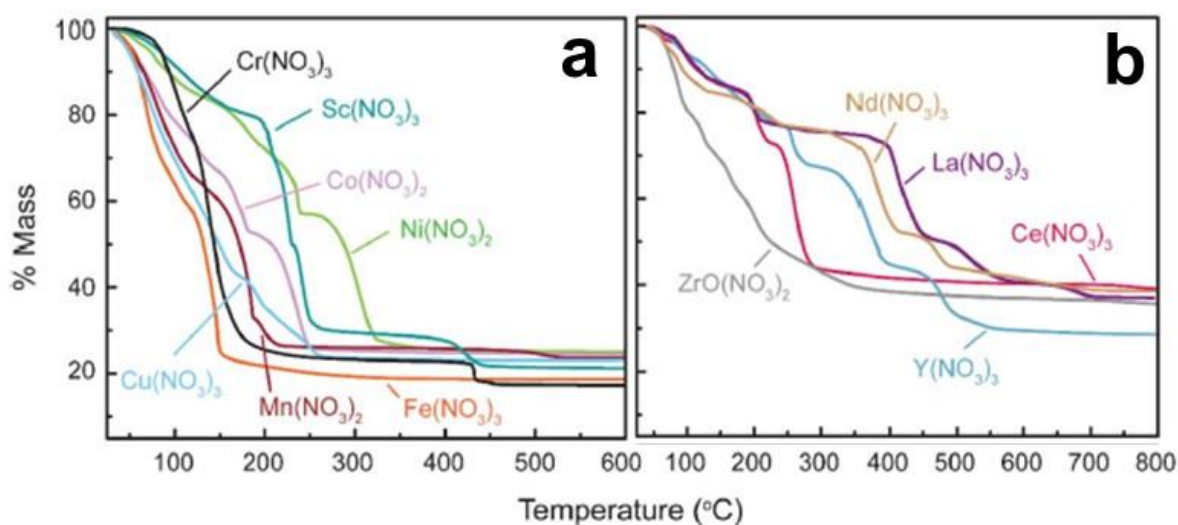 a
b
100
80
60
40
20
% Mass
Cr(NO₃)₃
Sc(NO₃)₃
Co(NO₃)₂
Ni(NO₃)₂
Cu(NO₃)₃
Mn(NO₃)₂
Fe(NO₃)₃
Nd(NO₃)₃
La(NO₃)₃
Ce(NO₃)₃
ZrO(NO₃)₂
Y(NO₃)₃
100 200 300 400 500 600
100 200 300 400 500 600 700 800
Temperature (°C)